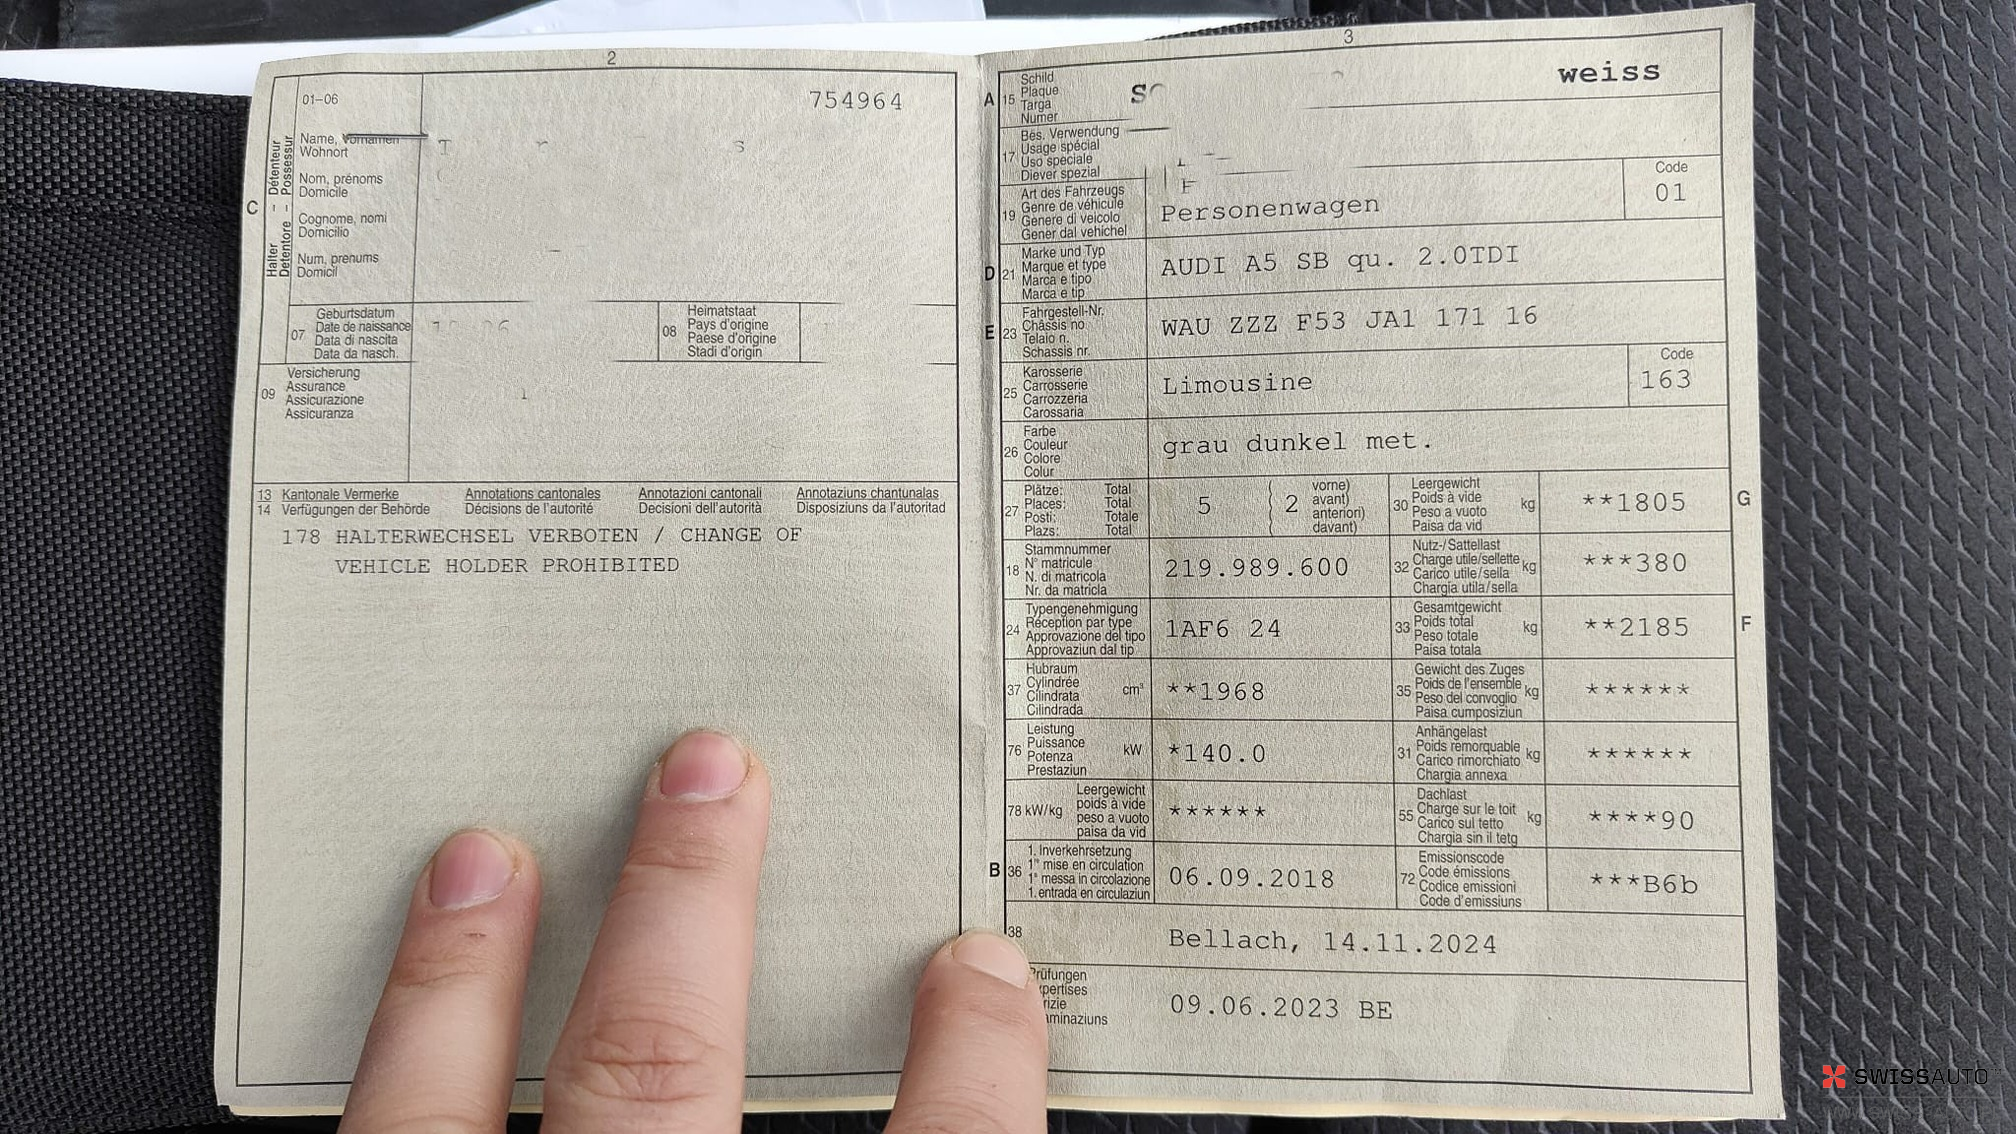 2
01-06
754964
Halter – Détenteur
Detentore – Possessur
C
Name, Vornamen
Wohnort
Nom, prénoms
Domicile
Cognome, nomi
Domicilio
Num, prenums
Domicil
07
Geburtsdatum
Date de naissance
Data di nascita
Data da nasch.
08
Heimatstaat
Pays d'origine
Paese d'origine
Stadi d'origin
09
Versicherung
Assurance
Assicurazione
Assicuranza
13 Kantonale Vermerke Annotations cantonales Annotazioni cantonali Annotaziuns chantunalas
14 Verfügungen der Behörde Décisions de l'autorité Decisioni dell'autorità Disposiziuns da l'autoritad
178 HALTERWECHSEL VERBOTEN / CHANGE OF
VEHICLE HOLDER PROHIBITED
3
A 15
Schild
Plaque
Targa
Numer
weiss
17
Bes. Verwendung
Usage spécial
Uso speciale
Diever spezial
19
Art des Fahrzeugs
Genre de véhicule
Genere di veicolo
Gener dal vehichel
Personenwagen
Code
01
D 21
Marke und Typ
Marque et type
Marca e tipo
Marca e tip
AUDI A5 SB qu. 2.0TDI
E 23
Fahrgestell-Nr.
Châssis no
Telaio n.
Schassis nr.
WAU ZZZ F53 JA1 171 16
25
Karosserie
Carrosserie
Carrozzeria
Carossaria
Limousine
Code
163
26
Farbe
Couleur
Colore
Colur
grau dunkel met.
27
Plätze: Total
Places: Total
Posti: Totale
Plazs: Total
5
2
vorne)
avant)
anteriori)
davant)
30
Leergewicht
Poids à vide
Peso a vuoto
Paisa da vid
kg
**1805
G
18
Stammnummer
N° matricule
N. di matricola
Nr. da matricla
219.989.600
32
Nutz-/Sattellast
Charge utile/sellette
Carico utile/sella
Chargia utila/sella
kg
***380
24
Typengenehmigung
Réception par type
Approvazione del tipo
Approvaziun dal tip
1AF6 24
33
Gesamtgewicht
Poids total
Peso totale
Paisa totala
kg
**2185
F
37
Hubraum
Cylindrée
Cilindrata
Cilindrada
cm³
**1968
35
Gewicht des Zuges
Poids de l'ensemble
Peso del convoglio
Paisa cumposiziun
kg
******
76
Leistung
Puissance
Potenza
Prestaziun
kW
*140.0
31
Anhängelast
Poids remorquable
Carico rimorchiato
Chargia annexa
kg
******
78 kW/kg
Leergewicht
poids à vide
peso a vuoto
paisa da vid
******
55
Dachlast
Charge sur le toit
Carico sul tetto
Chargia sin il tetg
kg
****90
B 36
1. Inverkehrsetzung
1re mise en circulation
1a messa in circolazione
1. entrada en circulaziun
06.09.2018
72
Emissionscode
Code émissions
Codice emissioni
Code d'emissiuns
***B6b
38
Bellach, 14.11.2024
Prüfungen
09.06.2023 BE
SWISSAUTO